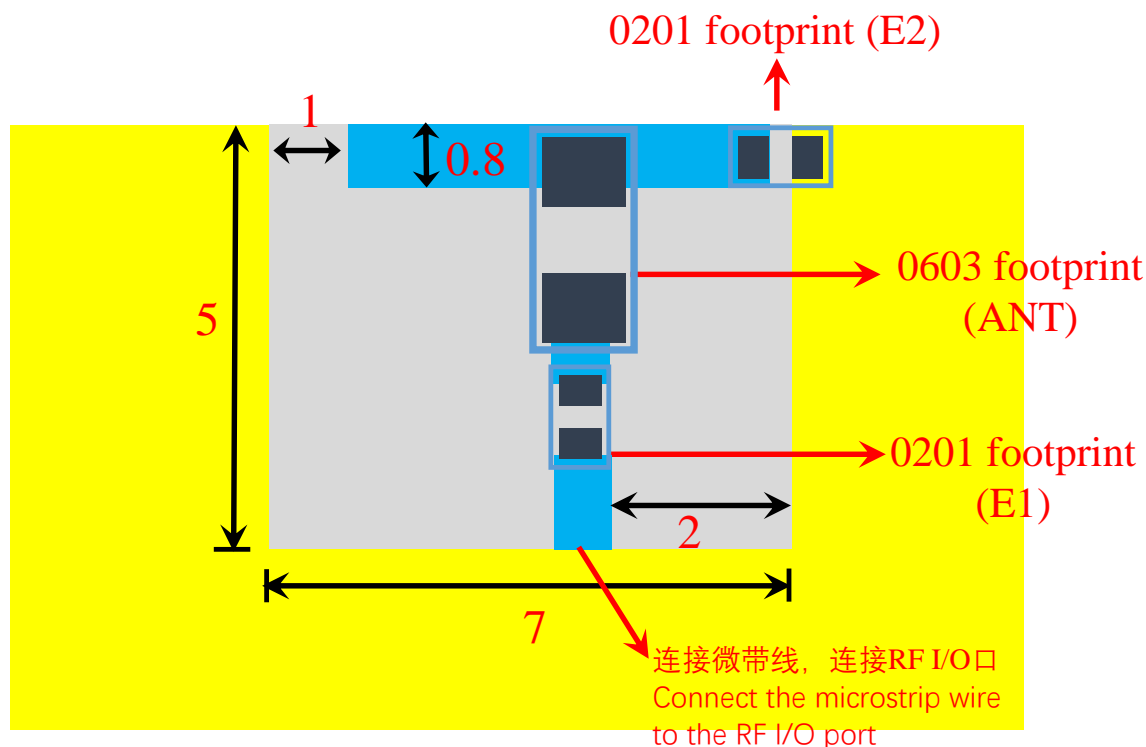 0201 footprint (E2)
1
0.8
0603 footprint
(ANT)
5
0201 footprint
(E1)
2
7
连接微带线，连接RF I/O口
Connect the microstrip wire
to the RF I/O port